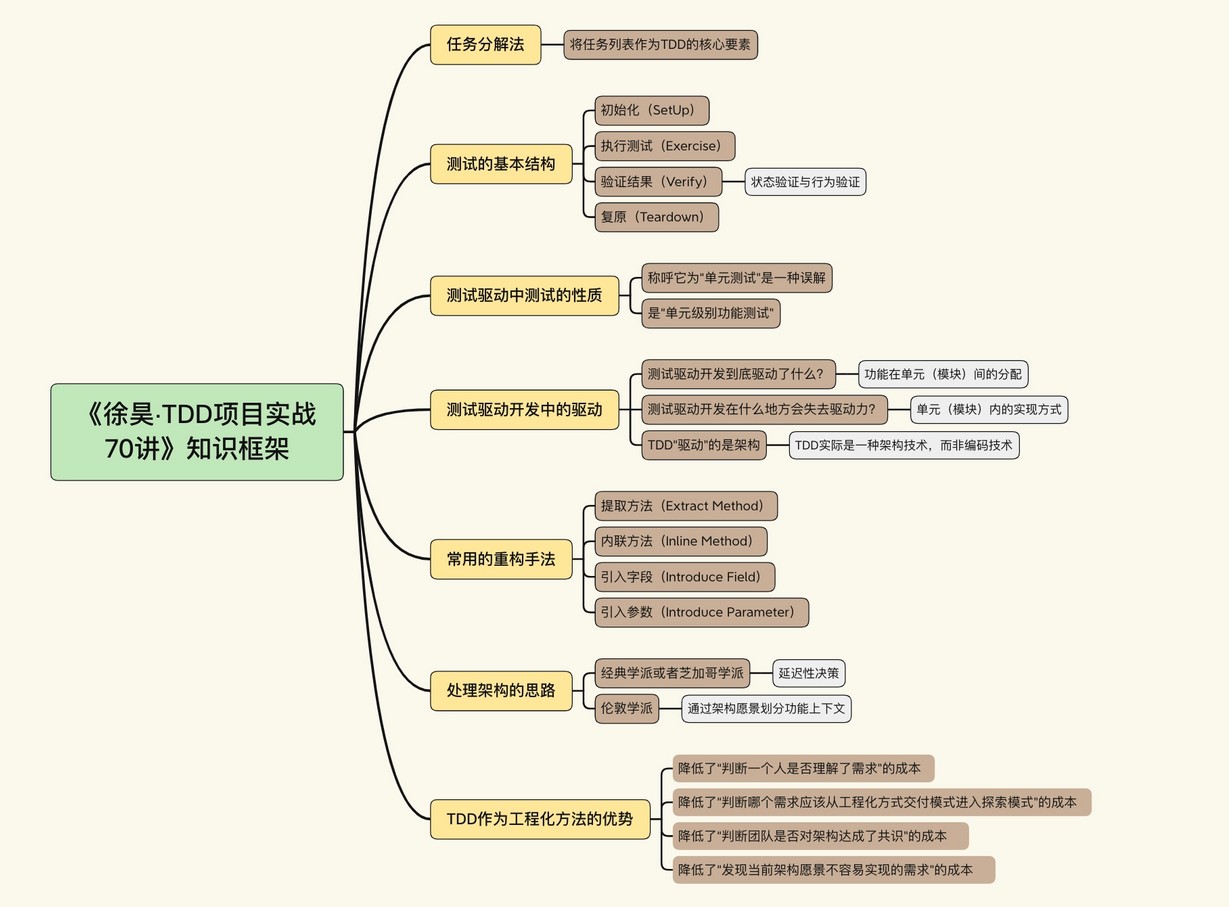 《徐昊·TDD项目实战
70讲》知识框架
任务分解法
将任务列表作为TDD的核心要素
测试的基本结构
初始化（SetUp）
执行测试（Exercise）
验证结果（Verify）
状态验证与行为验证
复原（Teardown）
测试驱动中测试的性质
称呼它为"单元测试"是一种误解
是"单元级别功能测试"
测试驱动开发中的驱动
测试驱动开发到底驱动了什么？
功能在单元（模块）间的分配
测试驱动开发在什么地方会失去驱动力？
单元（模块）内的实现方式
TDD"驱动"的是架构
TDD实际是一种架构技术，而非编码技术
常用的重构手法
提取方法（Extract Method）
内联方法（Inline Method）
引入字段（Introduce Field）
引入参数（Introduce Parameter）
处理架构的思路
经典学派或者芝加哥学派
延迟性决策
伦敦学派
通过架构愿景划分功能上下文
TDD作为工程化方法的优势
降低了"判断一个人是否理解了需求"的成本
降低了"判断哪个需求应该从工程化方式交付模式进入探索模式"的成本
降低了"判断团队是否对架构达成了共识"的成本
降低了"发现当前架构愿景不容易实现的需求"的成本